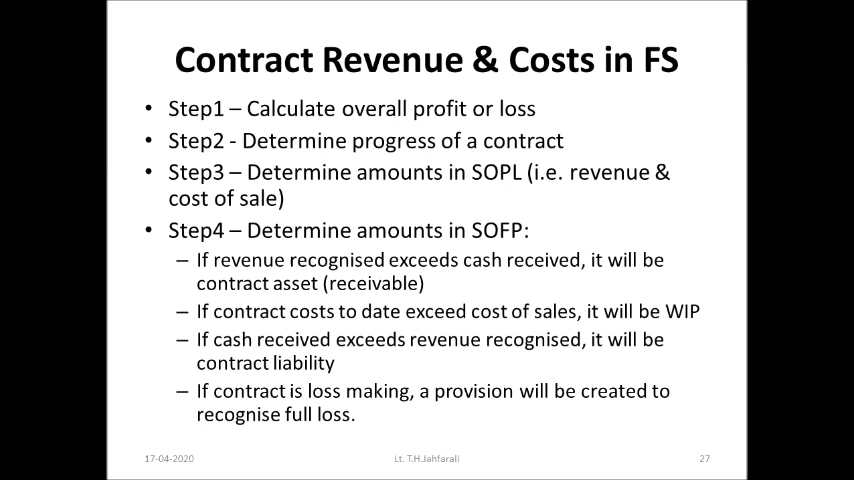 Contract Revenue & Costs in FS
• Step1 – Calculate overall profit or loss
• Step2 - Determine progress of a contract
• Step3 – Determine amounts in SOPL (i.e. revenue &
cost of sale)
• Step4 – Determine amounts in SOFP:
– If revenue recognised exceeds cash received, it will be
contract asset (receivable)
– If contract costs to date exceed cost of sales, it will be WIP
– If cash received exceeds revenue recognised, it will be
contract liability
– If contract is loss making, a provision will be created to
recognise full loss.
17-04-2020 Lt. T.H.Jahfarali 27